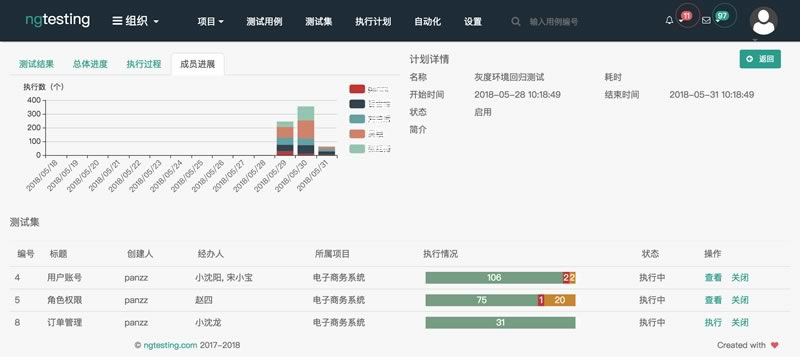 ngtesting 组织 项目 测试用例 测试集 执行计划 自动化 设置 输入用例编号 11 97
测试结果 总体进度 执行过程 成员进展
执行数（个）
400
300
200
100
0
2018/05/18 2018/05/19 2018/05/20 2018/05/21 2018/05/22 2018/05/23 2018/05/24 2018/05/25 2018/05/26 2018/05/27 2018/05/28 2018/05/29 2018/05/30 2018/05/31
计划详情 返回
名称 灰度环境回归测试 耗时
开始时间 2018-05-28 10:18:49 结束时间 2018-05-31 10:18:49
状态 启用
简介
测试集
编号 标题 创建人 经办人 所属项目 执行情况 状态 操作
4 用户账号 panzz 小沈阳, 宋小宝 电子商务系统 106 2 2 执行中 查看 关闭
5 角色权限 panzz 赵四 电子商务系统 75 1 20 执行中 查看 关闭
8 订单管理 panzz 小沈龙 电子商务系统 31 执行中 执行 关闭
© ngtesting.com 2017-2018 Created with